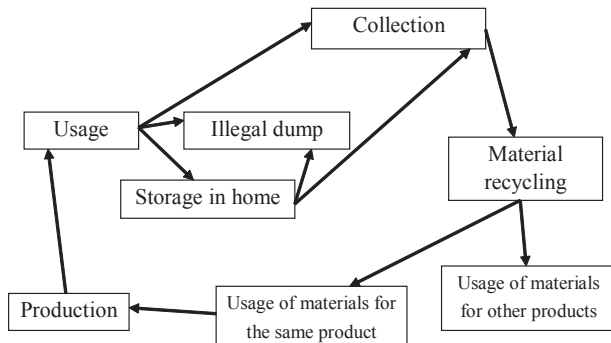 Collection
Usage
Illegal dump
Storage in home
Material
recycling
Production
Usage of materials for
the same product
Usage of materials
for other products